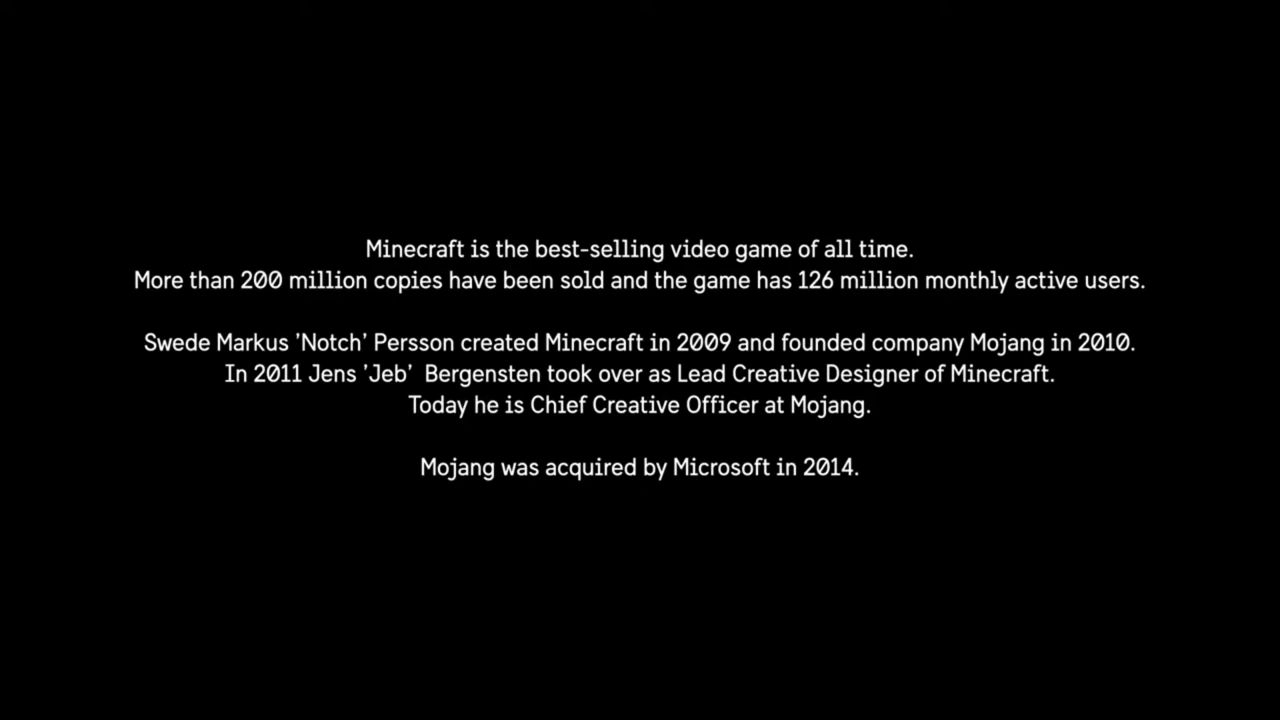 Minecraft is the best-selling video game of all time.
More than 200 million copies have been sold and the game has 126 million monthly active users.
Swede Markus 'Notch' Persson created Minecraft in 2009 and founded company Mojang in 2010.
In 2011 Jens 'Jeb'  Bergensten took over as Lead Creative Designer of Minecraft.
Today he is Chief Creative Officer at Mojang.
Mojang was acquired by Microsoft in 2014.